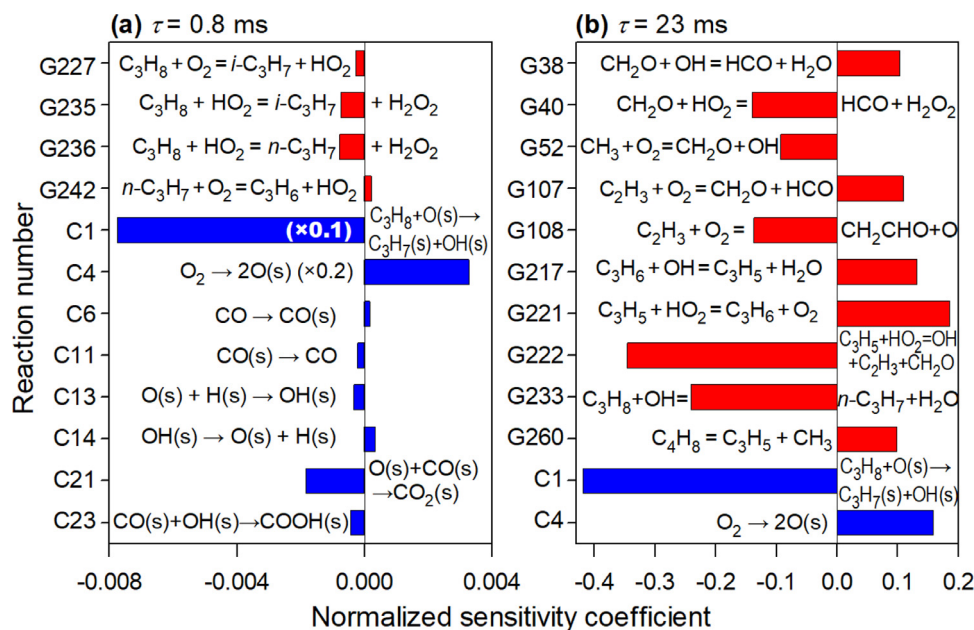 (a) τ = 0.8 ms
(b) τ = 23 ms
Reaction number
G227
C₃H₈ + O₂ = i-C₃H₇ + HO₂
G235
C₃H₈ + HO₂ = i-C₃H₇ + H₂O₂
G236
C₃H₈ + HO₂ = n-C₃H₇ + H₂O₂
G242
n-C₃H₇ + O₂ = C₃H₆ + HO₂
C1
(×0.1)
C₃H₈+O(s)→
C₃H₇(s)+OH(s)
C4
O₂ → 2O(s) (×0.2)
C6
CO → CO(s)
C11
CO(s) → CO
C13
O(s) + H(s) → OH(s)
C14
OH(s) → O(s) + H(s)
C21
O(s)+CO(s)
→CO₂(s)
C23
CO(s)+OH(s)→COOH(s)
-0.008
-0.004
0.000
0.004
G38
CH₂O + OH = HCO + H₂O
G40
CH₂O + HO₂ = HCO + H₂O₂
G52
CH₃ + O₂ = CH₂O + OH
G107
C₂H₃ + O₂ = CH₂O + HCO
G108
C₂H₃ + O₂ = CH₂CHO+O
G217
C₃H₆ + OH = C₃H₅ + H₂O
G221
C₃H₅ + HO₂ = C₃H₆ + O₂
G222
C₃H₅+HO₂=OH
+C₂H₃+CH₂O
G233
C₃H₈+OH= n-C₃H₇+H₂O
G260
C₄H₈ = C₃H₅ + CH₃
C1
C₃H₈+O(s)→
C₃H₇(s)+OH(s)
C4
O₂ → 2O(s)
-0.4
-0.3
-0.2
-0.1
0.0
0.1
0.2
Normalized sensitivity coefficient